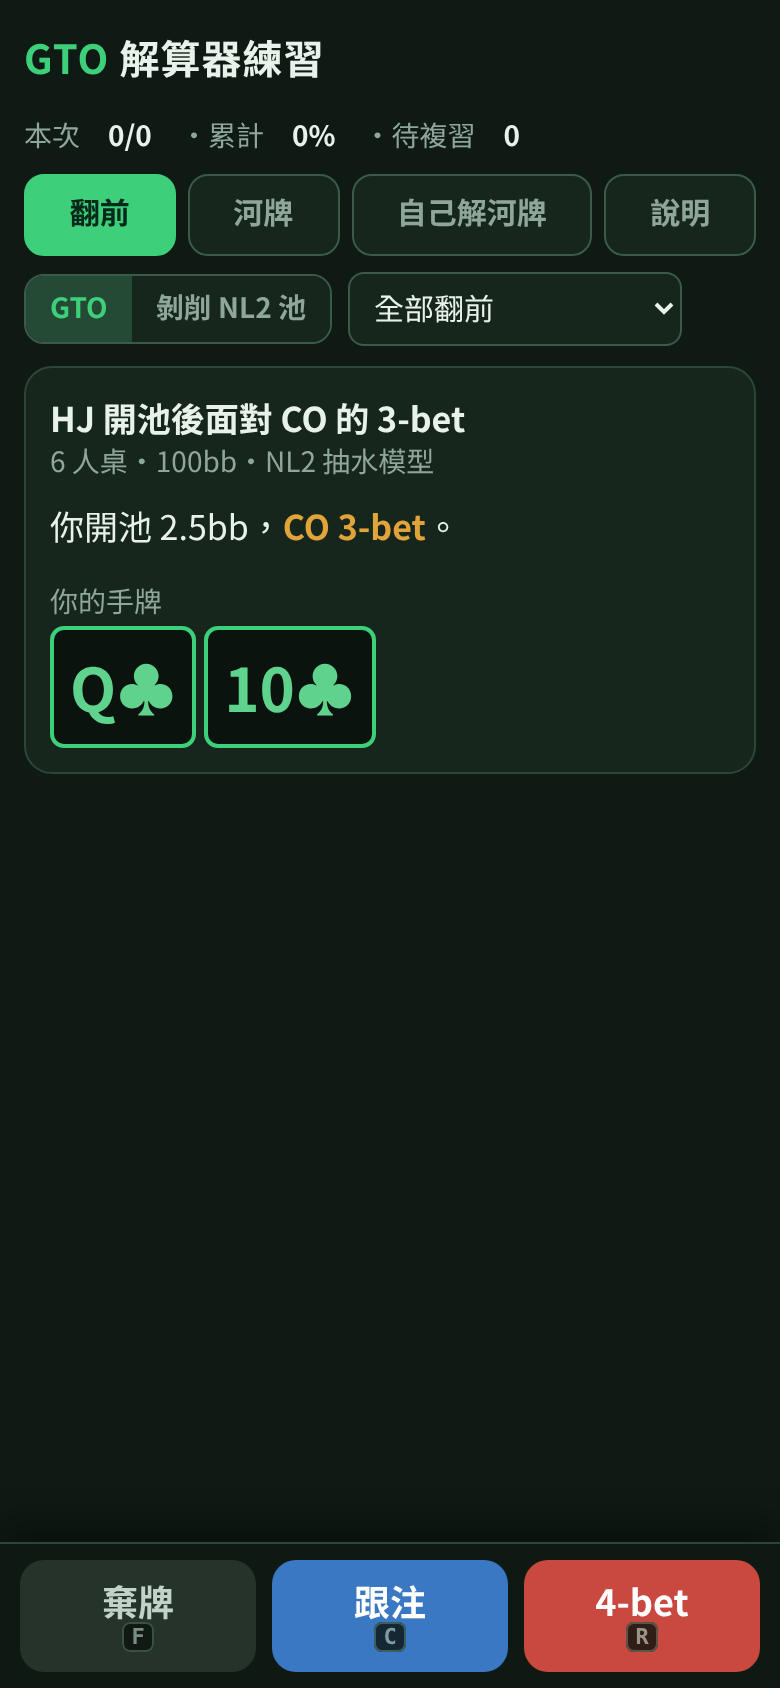 GTO 解算器練習
本次 0/0 ・累計 0% ・待複習 0
翻前 河牌 自己解河牌 說明
GTO 剝削 NL2 池 全部翻前
HJ 開池後面對 CO 的 3-bet
6 人桌・100bb・NL2 抽水模型
你開池 2.5bb，CO 3-bet。
你的手牌
Q♣ 10♣
棄牌 跟注 4-bet
F C R